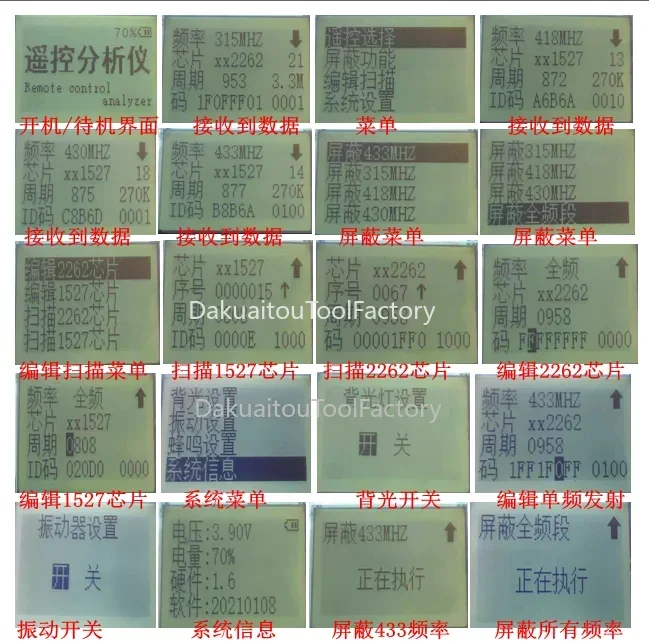 70%
遥控分析仪
Remote control
analyzer
开机/待机界面
频率 315MHZ
芯片 xx2262 21
周期 953 3.3M
码 1F0FFF01 0001
接收到数据
遥控选择
屏蔽功能
编辑扫描
系统设置
菜单
频率 418MHZ
芯片 xx1527 13
周期 872 270K
ID码 A6B6A 0010
接收到数据
频率 430MHZ
芯片 xx1527 18
周期 875 270K
ID码 C8B6D 0001
接收到数据
频率 433MHZ
芯片 xx1527 14
周期 877 270K
ID码 B8B6A 0100
接收到数据
屏蔽433MHZ
屏蔽315MHZ
屏蔽418MHZ
屏蔽430MHZ
屏蔽菜单
屏蔽315MHZ
屏蔽418MHZ
屏蔽430MHZ
屏蔽全频段
屏蔽菜单
编辑2262芯片
编辑1527芯片
扫描2262芯片
扫描1527芯片
编辑扫描菜单
芯片 xx1527
序号 0000015↑
周期
ID码 0000E 1000
扫描1527芯片
芯片 xx2262
序号 0067↑
周期
码 00001FF0 1000
扫描2262芯片
DakuaitouToolFactory
频率 全频
芯片 xx2262
周期 0958
码 FFFFFFFF 0000
编辑2262芯片
频率 全频
芯片 xx1527
周期 0808
ID码 020D0 0000
编辑1527芯片
背光设置
振动设置
蜂鸣设置
系统信息
系统菜单
背光灯设置
开 关
背光开关
DakuaitouToolFactory
频率 433MHZ
芯片 xx2262
周期 0958
码 1FF1F0FF 0100
编辑单频发射
振动器设置
开 关
振动开关
电压:3.90V
电量:70%
硬件:1.6
软件:20210108
系统信息
屏蔽433MHZ
正在执行
屏蔽433频率
屏蔽全频段
正在执行
屏蔽所有频率